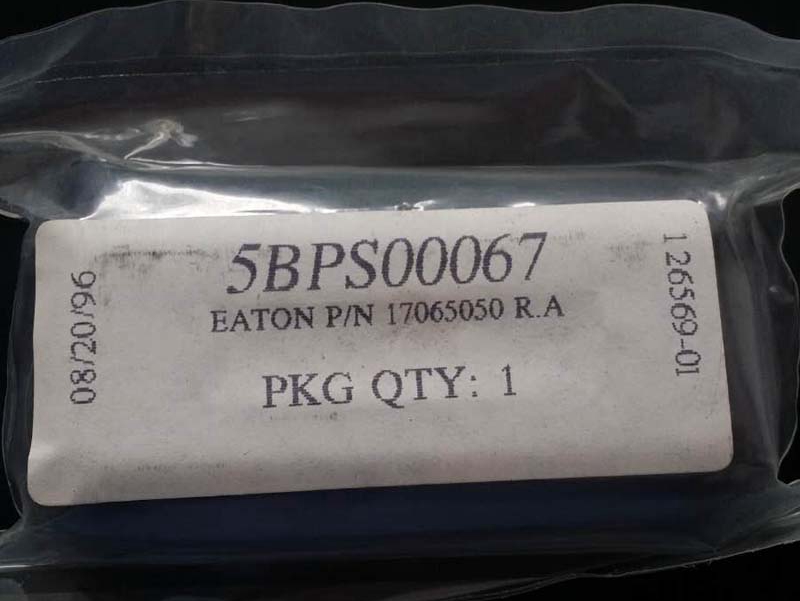 5BPS00067
EATON P/N 17065050 R.A
PKG QTY: 1
08/20/96
126569-01